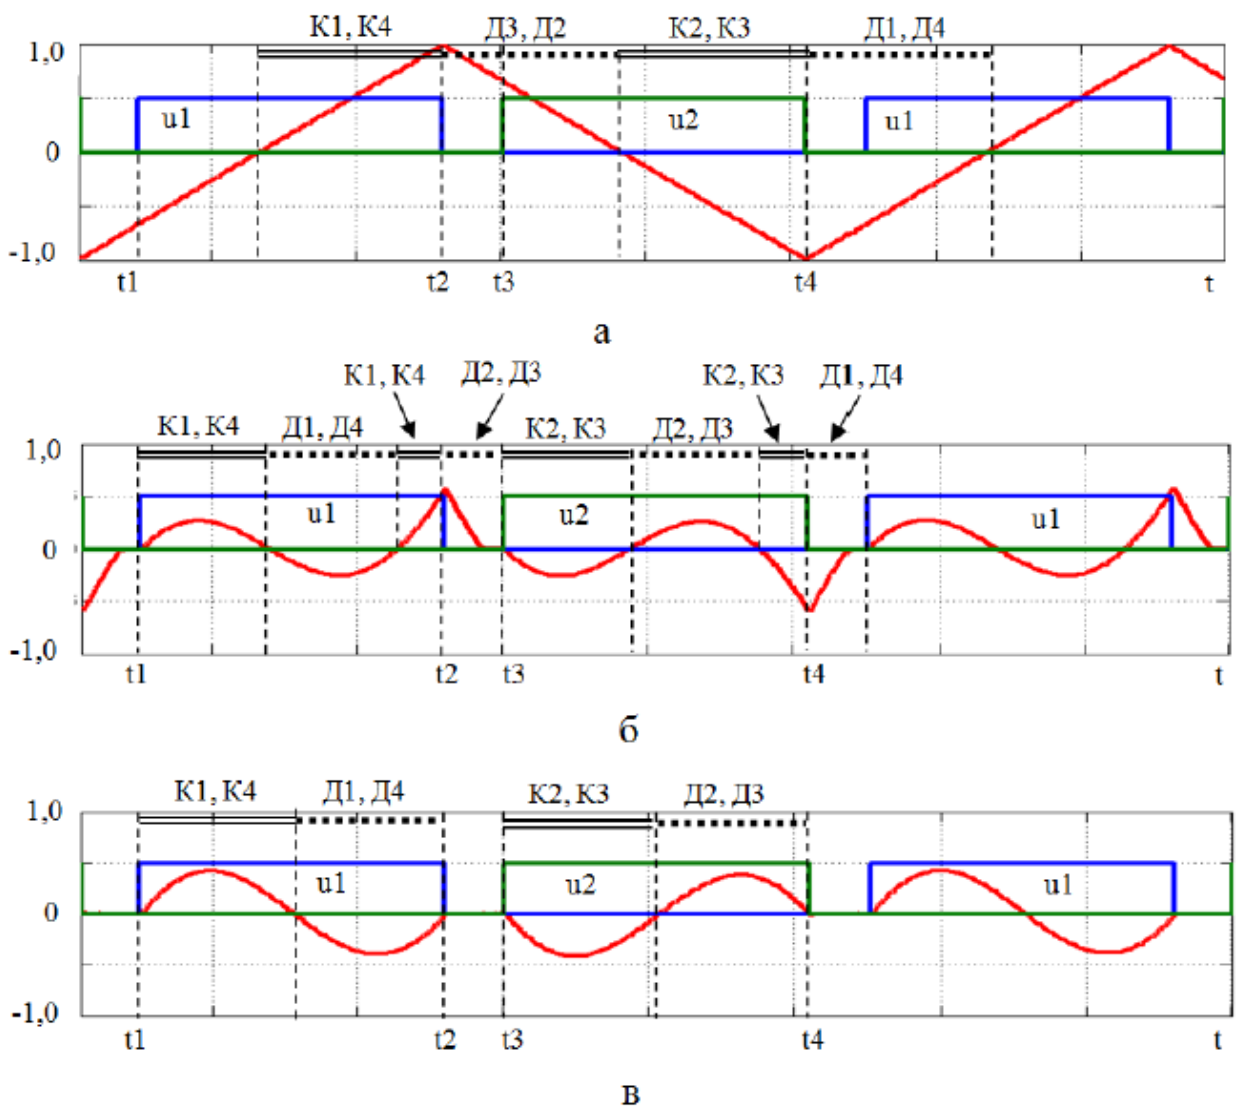 К1, К4 Д3, Д2 К2, К3 Д1, Д4
1,0
u1 u2 u1
0
-1,0
t1 t2 t3 t4 t
а
К1, К4 Д2, Д3 К2, К3 Д1, Д4
К1, К4 Д1, Д4 К2, К3 Д2, Д3
1,0
u1 u2 u1
0
-1,0
t1 t2 t3 t4 t
б
К1, К4 Д1, Д4 К2, К3 Д2, Д3
1,0
u1 u2 u1
0
-1,0
t1 t2 t3 t4 t
в